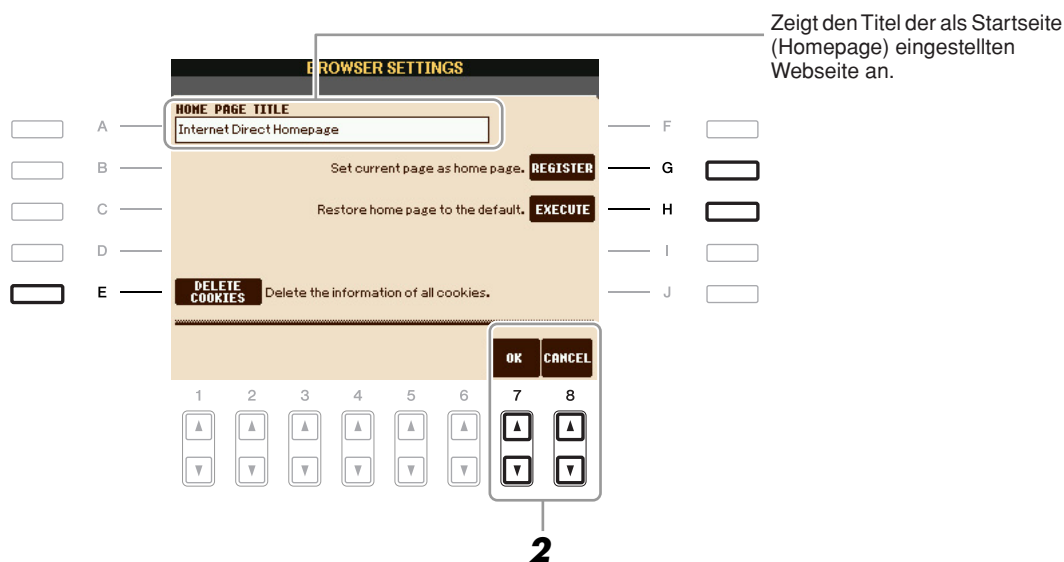 Zeigt den Titel der als Startseite
(Homepage) eingestellten
Webseite an.
BROWSER SETTINGS
HOME PAGE TITLE
Internet Direct Homepage
A
F
B
Set current page as home page. REGISTER
G
C
Restore home page to the default. EXECUTE
H
D
I
E
DELETE
COOKIES
Delete the information of all cookies.
J
OK CANCEL
1 2 3 4 5 6 7 8
2